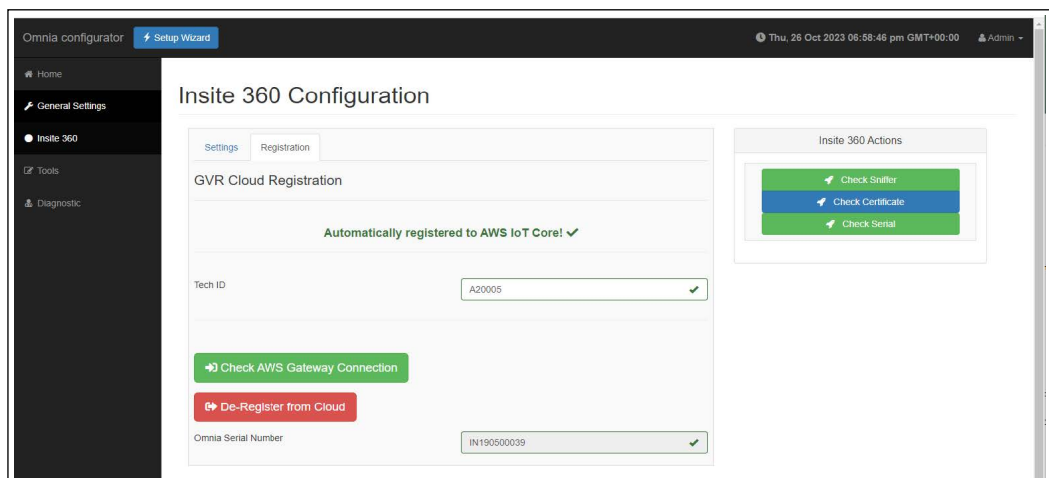 Omnia configurator
Setup Wizard
Thu, 26 Oct 2023 06:58:46 pm GMT+00:00
Admin
Home
General Settings
Insite 360
Tools
Diagnostic
Insite 360 Configuration
Settings
Registration
GVR Cloud Registration
Automatically registered to AWS IoT Core!
Tech ID
A20005
Check AWS Gateway Connection
De-Register from Cloud
Omnia Serial Number
IN190500039
Insite 360 Actions
Check Sniffer
Check Certificate
Check Serial